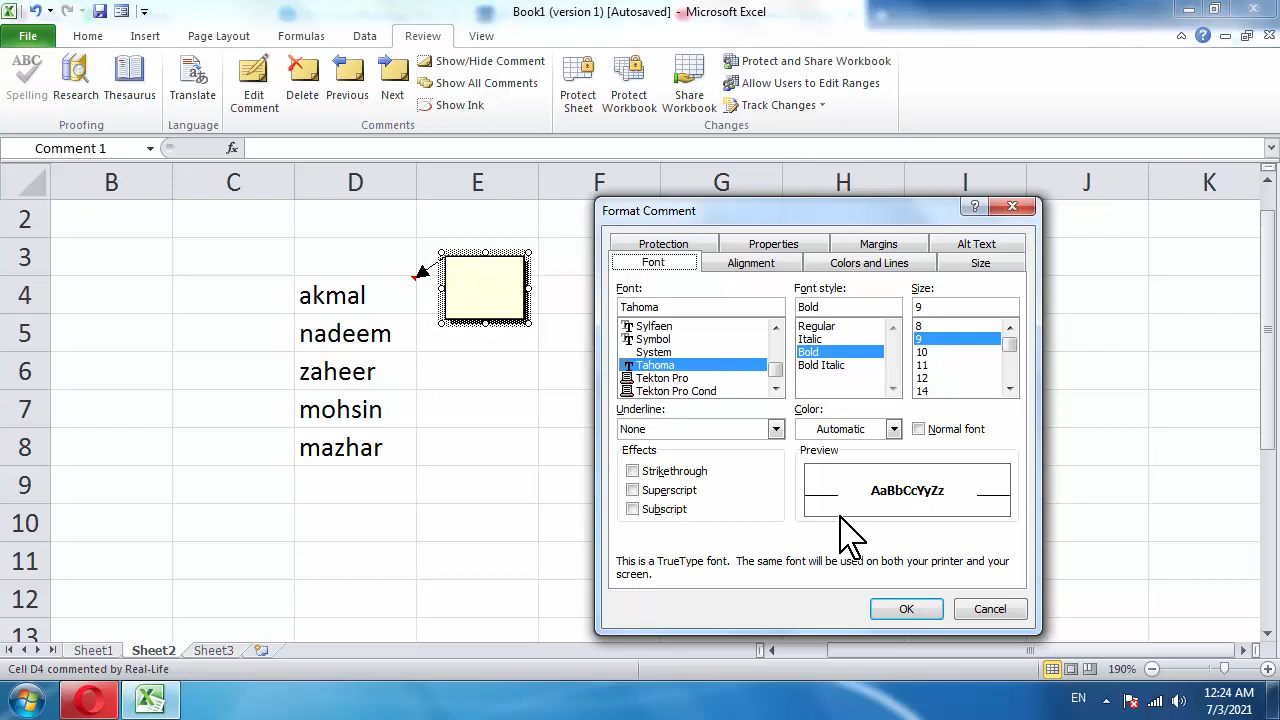 Book1 (version 1) [Autosaved] - Microsoft Excel
File Home Insert Page Layout Formulas Data Review View
ABC
Spelling Research Thesaurus
Proofing
Translate
Language
Edit Comment
Delete
Previous
Next
Show/Hide Comment
Show All Comments
Show Ink
Comments
Protect Sheet
Protect Workbook
Share Workbook
Protect and Share Workbook
Allow Users to Edit Ranges
Track Changes
Changes
Comment 1 fx
B C D E F G H I J K
2
3
4 akmal
5 nadeem
6 zaheer
7 mohsin
8 mazhar
9
10
11
12
13
Format Comment
Protection Properties Margins Alt Text
Font Alignment Colors and Lines Size
Font: Font style: Size:
Tahoma Bold 9
Sylfaen
Symbol
System
Tahoma
Tekton Pro
Tekton Pro Cond
Regular
Italic
Bold
Bold Italic
8
9
10
11
12
14
Underline: Color:
None Automatic Normal font
Effects
Strikethrough
Superscript
Subscript
Preview
AaBbCcYyZz
This is a TrueType font. The same font will be used on both your printer and your
screen.
OK Cancel
Sheet1 Sheet2 Sheet3
Cell D4 commented by Real-Life 190%
EN 12:24 AM
7/3/2021